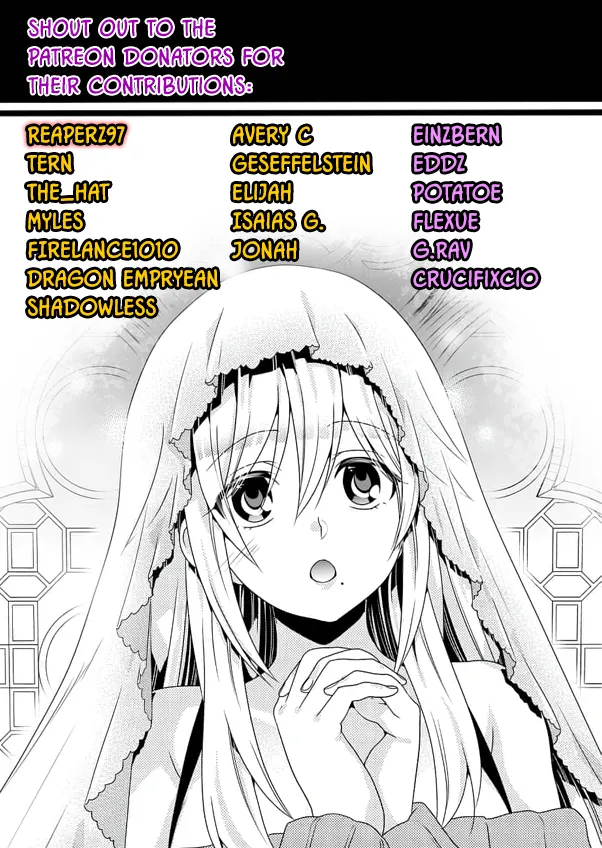 SHOUT OUT TO THE
PATREON DONATORS FOR
THEIR CONTRIBUTIONS:
REAPERZ97
TERN
THE_HAT
MYLES
FIRELANCE1010
DRAGON EMPRYEAN
SHADOWLESS
AVERY C
GESEFFELSTEIN
ELIJAH
ISAIAS G.
JONAH
EINZBERN
EDDZ
POTATOE
FLEXUE
G.RAV
CRUCIFIXCIO